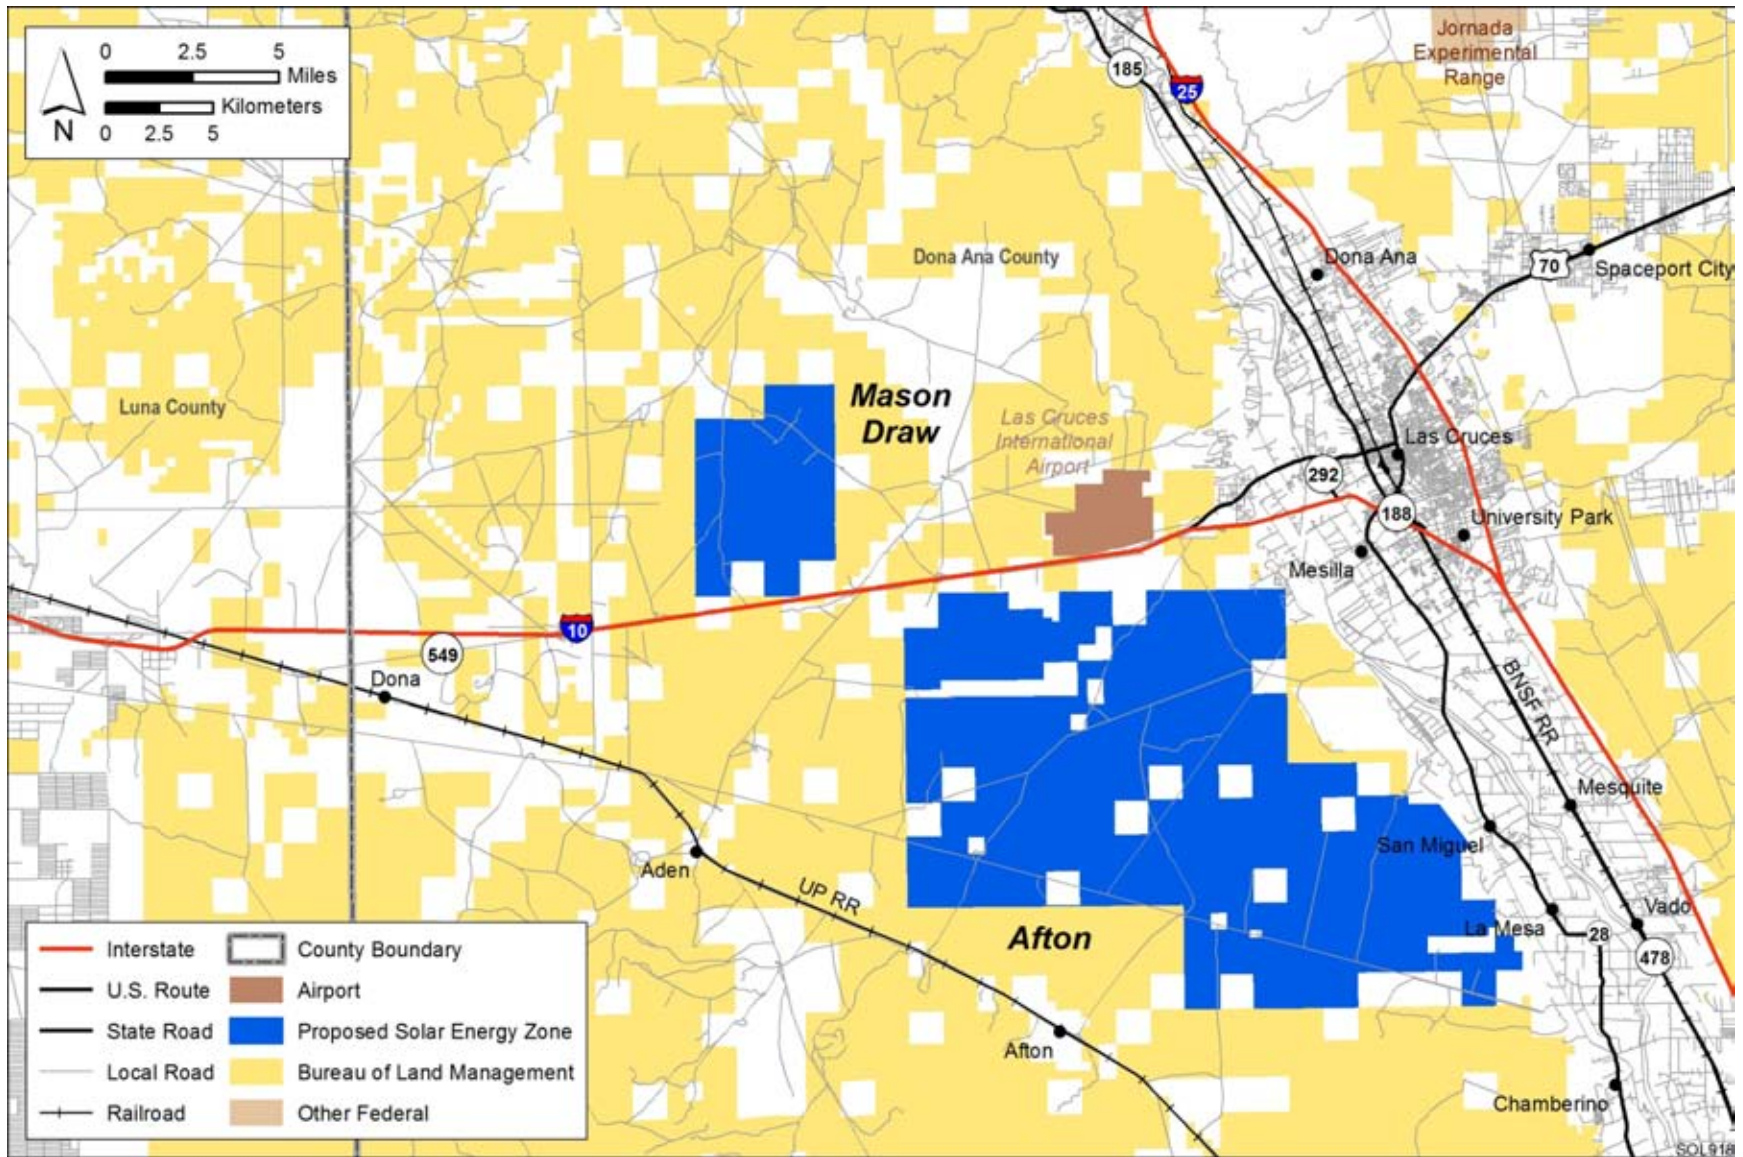 0 2.5 5
Miles
Kilometers
0 2.5 5
N
185
25
Jornada
Experimental
Range
Dona Ana County
Dona Ana
70
Spaceport City
Luna County
Mason
Draw
Las Cruces
International
Airport
Las Cruces
292
188
University Park
Mesilla
10
549
Dona
BNSF RR
Mesquite
San Miguel
Aden
UP RR
Vado
La Mesa
28
478
Afton
Afton
Chamberino
Interstate
County Boundary
U.S. Route
Airport
State Road
Proposed Solar Energy Zone
Local Road
Bureau of Land Management
Railroad
Other Federal
SOL918